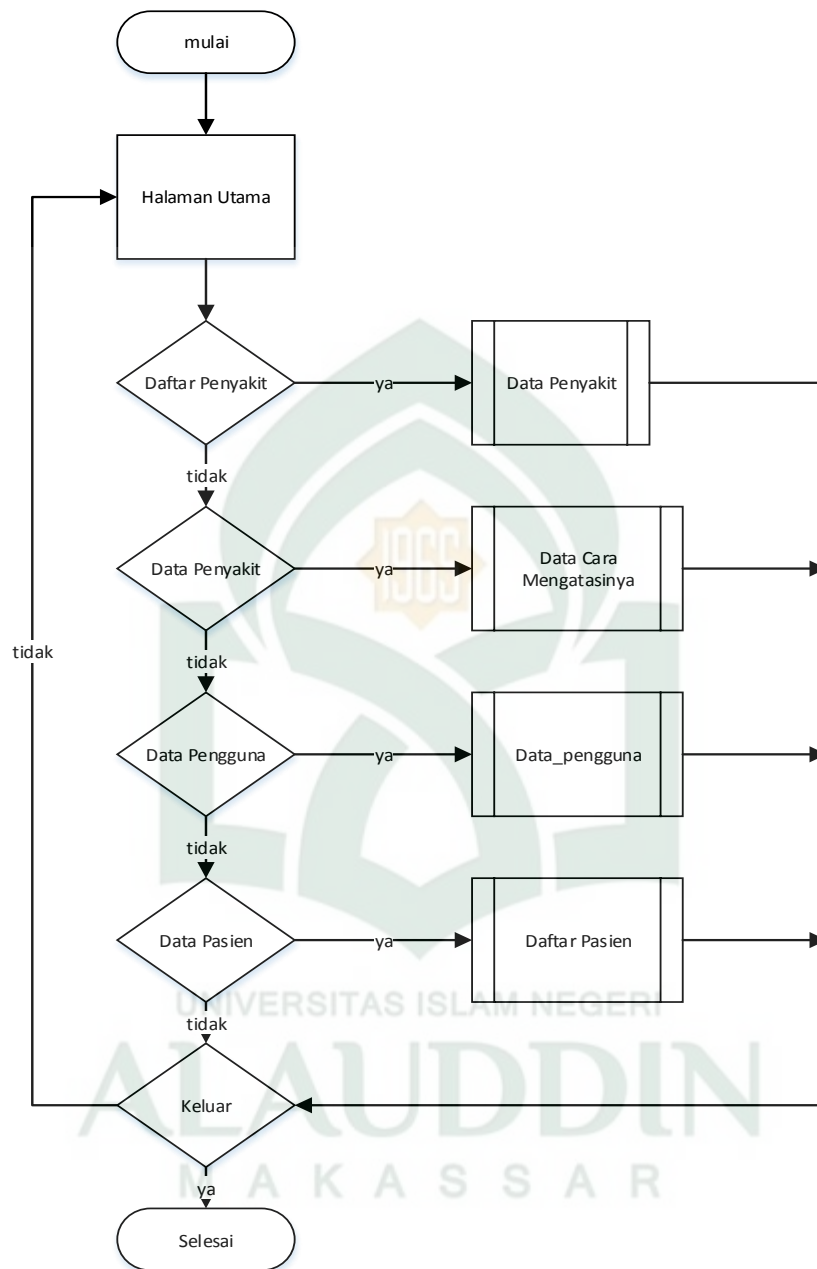 mulai
Halaman Utama
Daftar Penyakit
ya
Data Penyakit
tidak
Data Penyakit
ya
Data Cara
Mengatasinya
tidak
tidak
Data Pengguna
ya
Data_pengguna
tidak
Data Pasien
ya
Daftar Pasien
tidak
Keluar
ya
Selesai
1965
UNIVERSITAS ISLAM NEGERI
ALAUDDIN
MAKASSAR